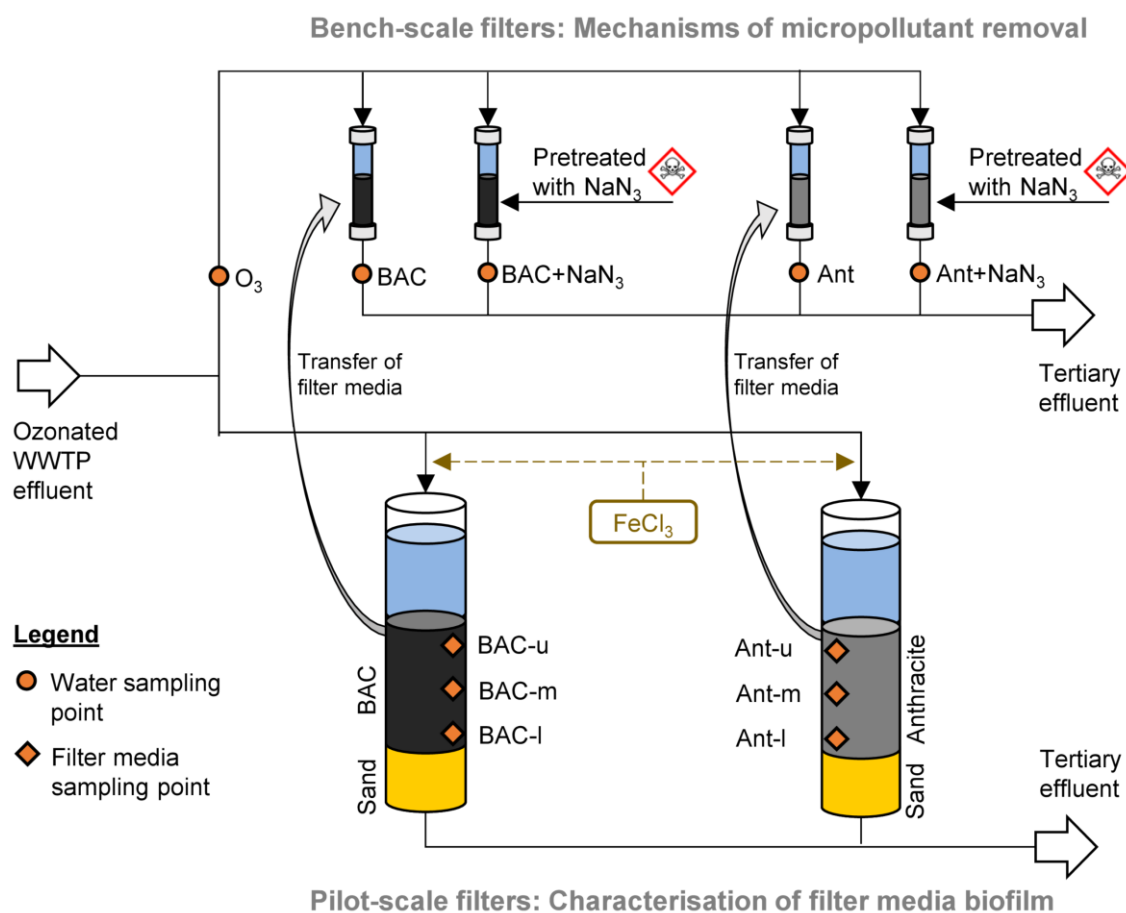 Bench-scale filters: Mechanisms of micropollutant removal
Pretreated
with NaN₃
Pretreated
with NaN₃
O₃
BAC
BAC+NaN₃
Ant
Ant+NaN₃
Transfer of
filter media
Transfer of
filter media
Tertiary
effluent
Ozonated
WWTP
effluent
FeCl₃
Legend
Water sampling
point
Filter media
sampling point
BAC
Sand
BAC-u
BAC-m
BAC-l
Ant-u
Ant-m
Ant-l
Anthracite
Sand
Tertiary
effluent
Pilot-scale filters: Characterisation of filter media biofilm